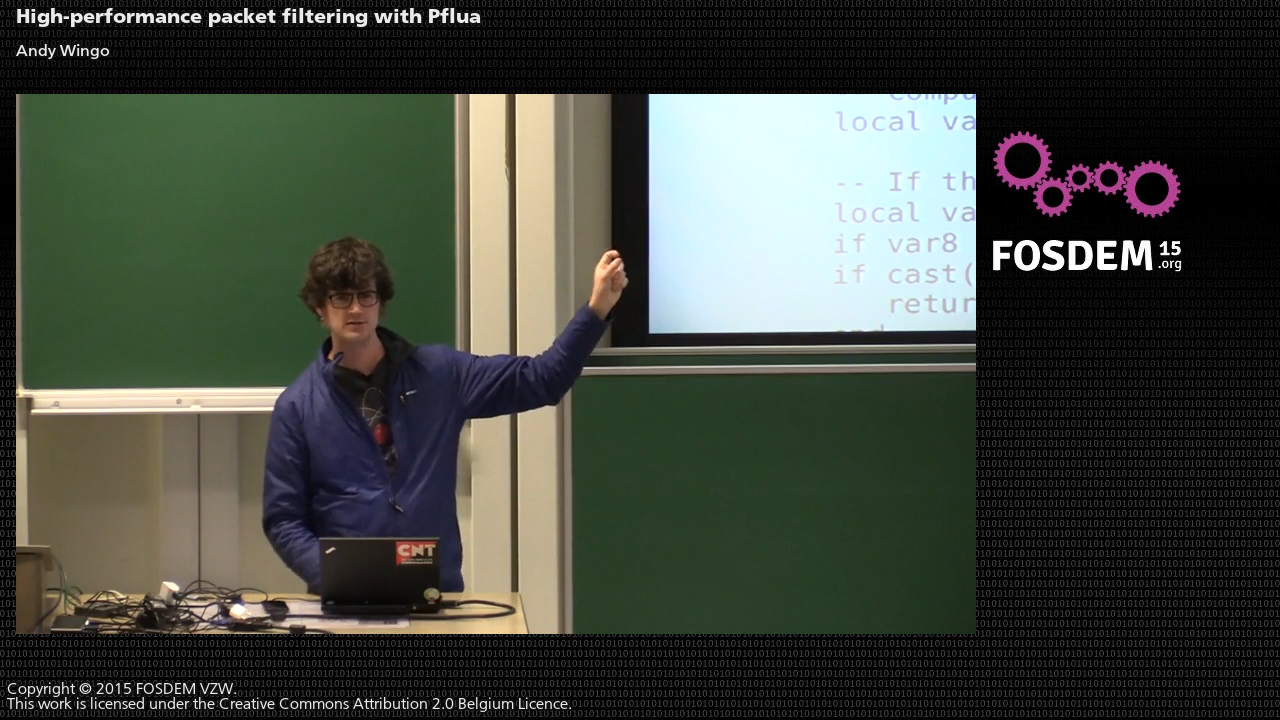 High-performance packet filtering with Pflua
Andy Wingo
local va
-- If th
local va
if var8
if cast(
retur
FOSDEM 15
.org
CNT
Copyright © 2015 FOSDEM VZW.
This work is licensed under the Creative Commons Attribution 2.0 Belgium Licence.